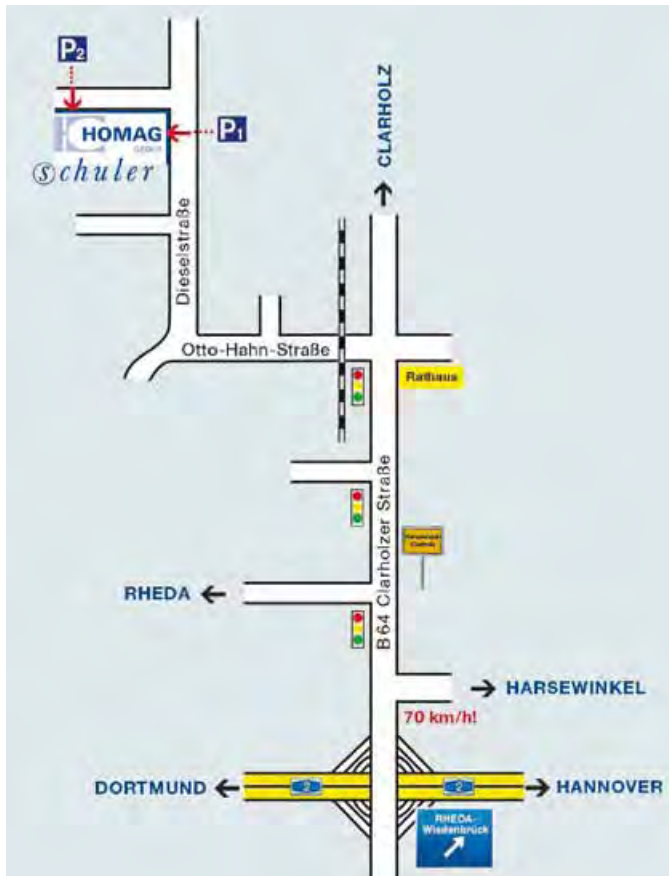 P2
HOMAG
P1
schuler
CLARHOLZ
Dieselstraße
Otto-Hahn-Straße
Rathaus
B 64 Clarholzer Straße
RHEDA
HARSEWINKEL
70 km/h!
DORTMUND
2
2
HANNOVER
RHEDA-
Wiedenbrück